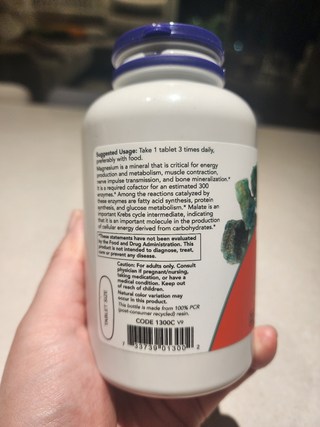 Suggested Usage: Take 1 tablet 3 times daily,
preferably with food.
Magnesium is a mineral that is critical for energy
production and metabolism, muscle contraction,
nerve impulse transmission, and bone mineralization.*
It is a required cofactor for an estimated 300
enzymes.* Among the reactions catalyzed by
these enzymes are fatty acid synthesis, protein
synthesis, and glucose metabolism.* Malate is an
important Krebs cycle intermediate, indicating
that it is an important molecule in the production
of cellular energy derived from carbohydrates.*
*These statements have not been evaluated
by the Food and Drug Administration. This
product is not intended to diagnose, treat,
cure or prevent any disease.
Caution: For adults only. Consult
physician if pregnant/nursing,
taking medication, or have a
medical condition. Keep out
of reach of children.
Natural color variation may
occur in this product.
This bottle is made from 100% PCR
(post-consumer recycled) resin.
TABLET SIZE
CODE 1300C V9
33739 01300